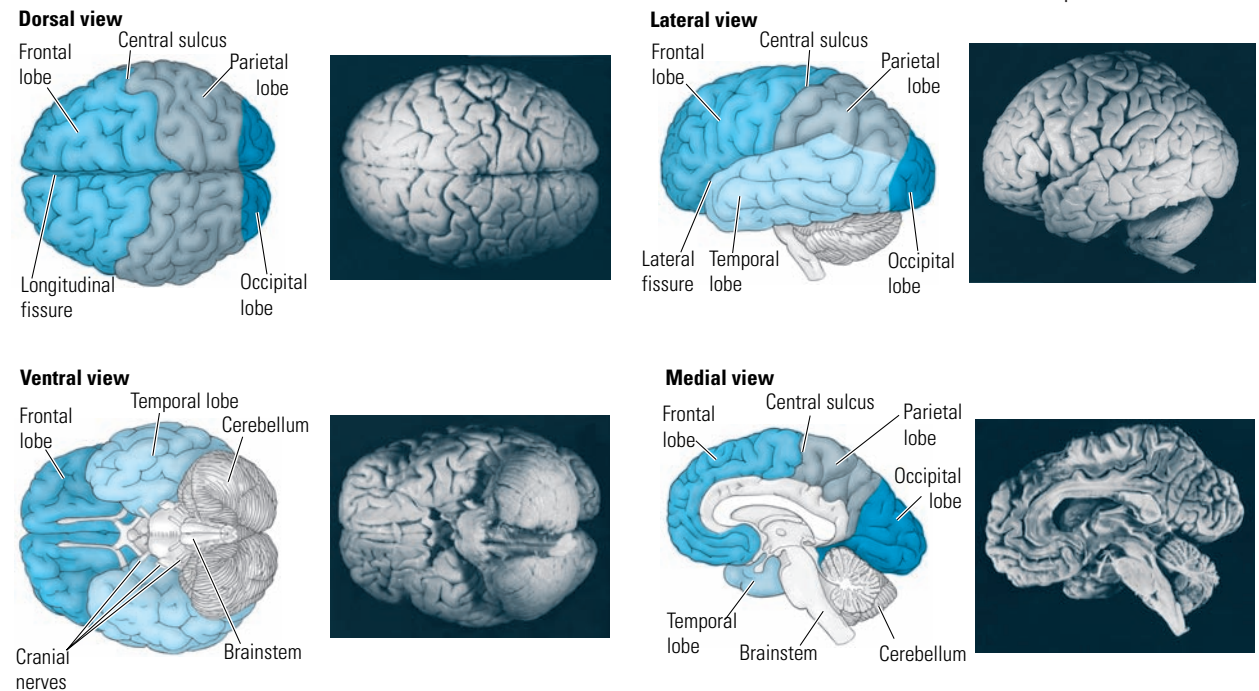 Dorsal view
Frontal
lobe
Central sulcus
Parietal
lobe
Longitudinal
fissure
Occipital
lobe
Lateral view
Frontal
lobe
Central sulcus
Parietal
lobe
Lateral
fissure
Temporal
lobe
Occipital
lobe
Ventral view
Frontal
lobe
Temporal lobe
Cerebellum
Cranial
nerves
Brainstem
Medial view
Frontal
lobe
Central sulcus
Parietal
lobe
Occipital
lobe
Temporal
lobe
Brainstem
Cerebellum